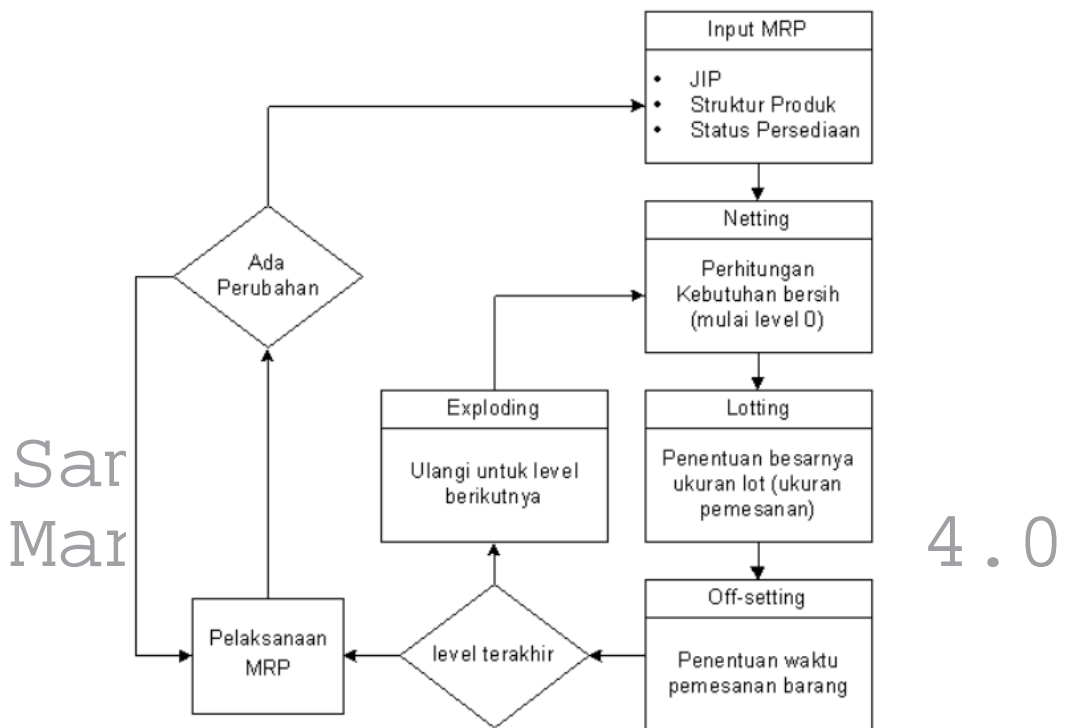 Input MRP
• JIP
• Struktur Produk
• Status Persediaan
Netting
Perhitungan
Kebutuhan bersih
(mulai level 0)
Ada
Perubahan
Exploding
Ulangi untuk level
berikutnya
Lotting
Penentuan besarnya
ukuran lot (ukuran
pemesanan)
Off-setting
Penentuan waktu
pemesanan barang
level terakhir
Pelaksanaan
MRP
4.0